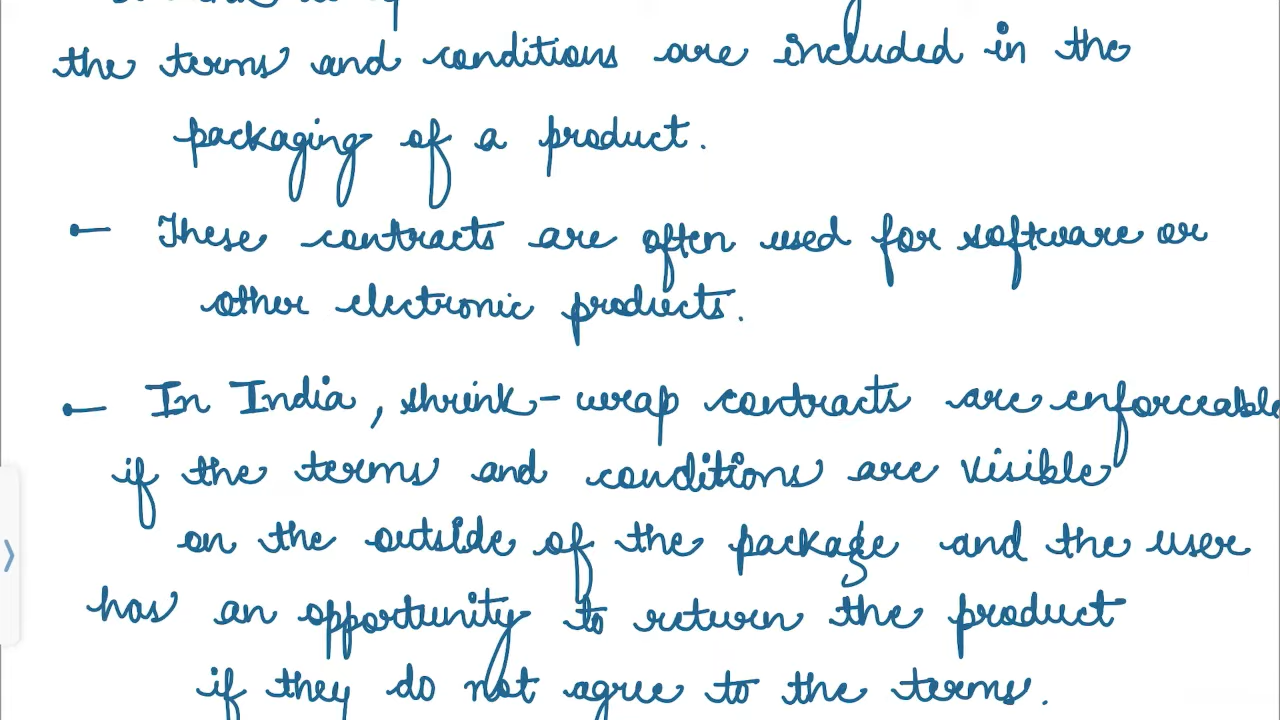 the terms and conditions are included in the
packaging of a product.
- These contracts are often used for software or
other electronic products.
- In India, shrink-wrap contracts are enforceable
if the terms and conditions are visible
on the outside of the package and the user
has an opportunity to return the product
if they do not agree to the terms.